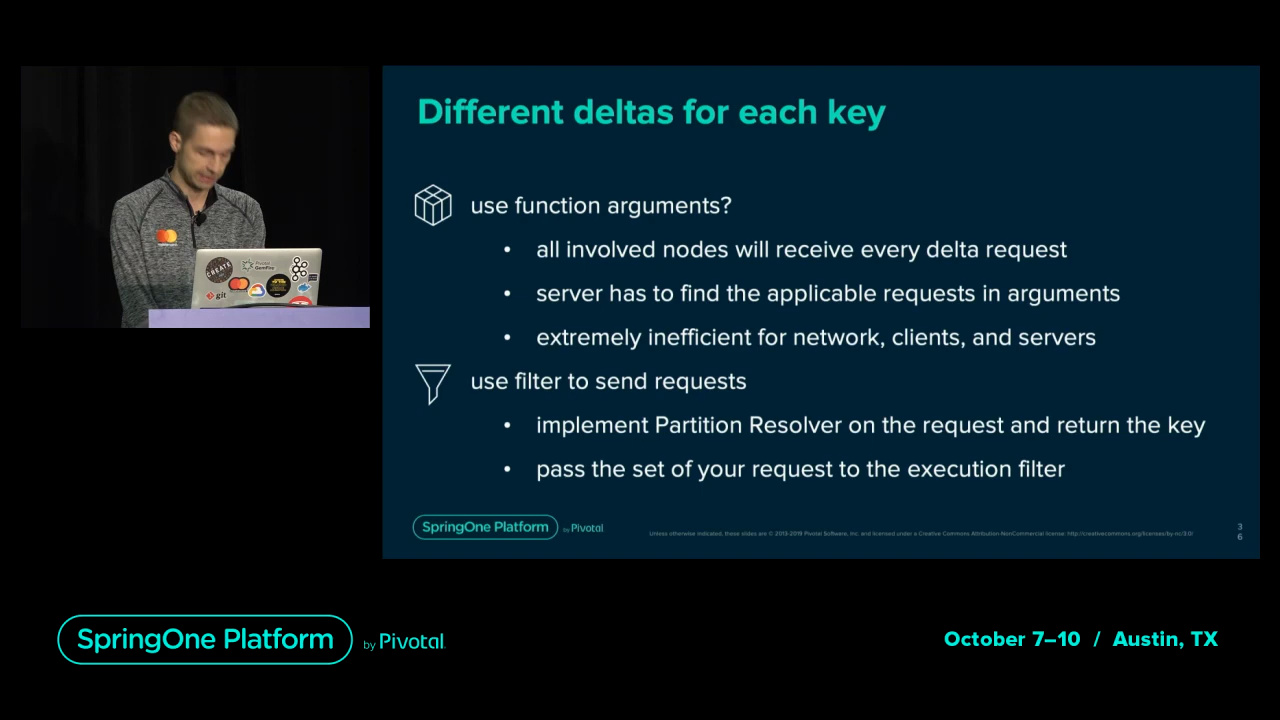 Different deltas for each key
use function arguments?
• all involved nodes will receive every delta request
• server has to find the applicable requests in arguments
• extremely inefficient for network, clients, and servers
use filter to send requests
• implement Partition Resolver on the request and return the key
• pass the set of your request to the execution filter
SpringOne Platform by Pivotal
Unless otherwise indicated, these slides are © 2013-2019 Pivotal Software, Inc. and licensed under a Creative Commons Attribution-NonCommercial license: http://creativecommons.org/licenses/by-nc/3.0/
3
6
CREATE
Pivotal
GemFire
git
SpringOne Platform by Pivotal
October 7–10 / Austin, TX